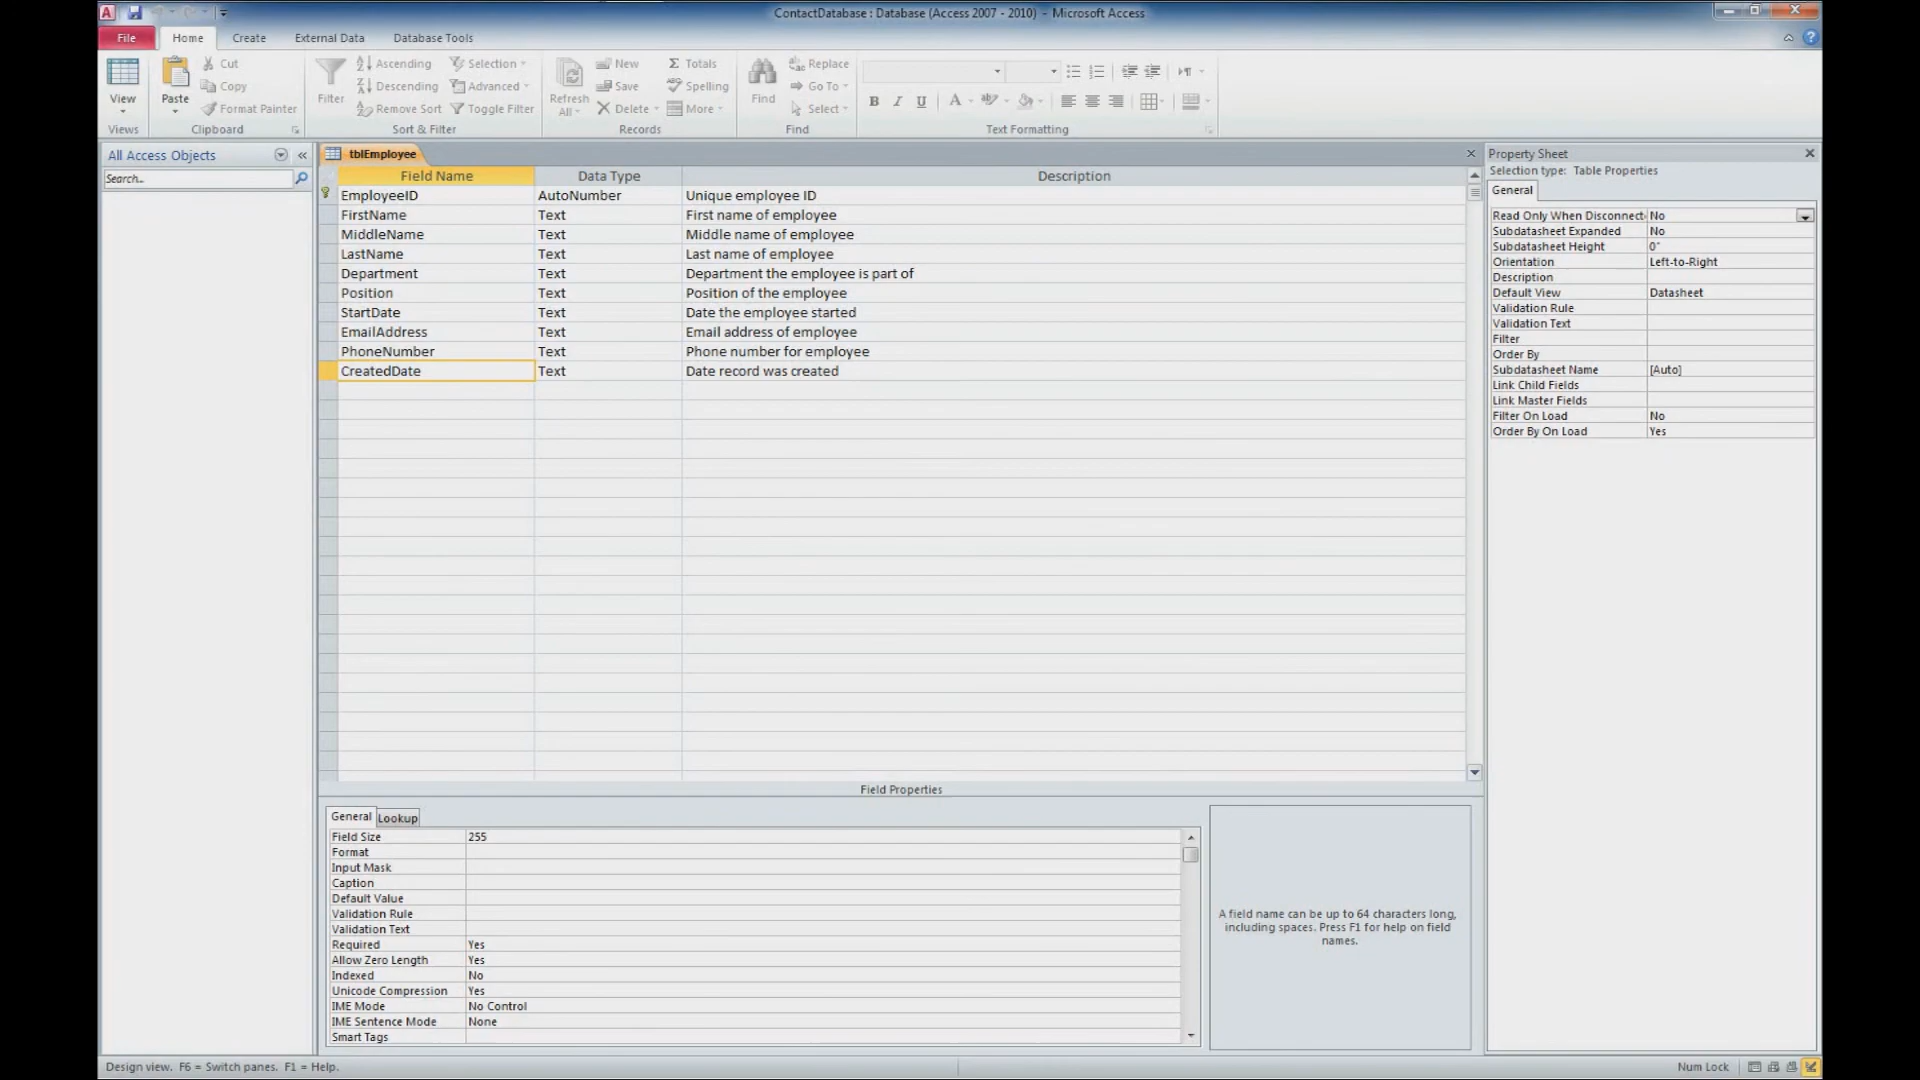 ContactDatabase : Database (Access 2007 - 2010) - Microsoft Access
File Home Create External Data Database Tools
View
Views
Paste
Cut
Copy
Format Painter
Clipboard
Filter
Ascending
Descending
Remove Sort
Selection
Advanced
Toggle Filter
Sort & Filter
Refresh
All
New
Save
Delete
Totals
Spelling
More
Records
Find
Replace
Go To
Select
Find
B I U A
Text Formatting
All Access Objects
Search...
tblEmployee
Field Name Data Type Description
EmployeeID AutoNumber Unique employee ID
FirstName Text First name of employee
MiddleName Text Middle name of employee
LastName Text Last name of employee
Department Text Department the employee is part of
Position Text Position of the employee
StartDate Text Date the employee started
EmailAddress Text Email address of employee
PhoneNumber Text Phone number for employee
CreatedDate Text Date record was created
Field Properties
General Lookup
Field Size 255
Format
Input Mask
Caption
Default Value
Validation Rule
Validation Text
Required Yes
Allow Zero Length Yes
Indexed No
Unicode Compression Yes
IME Mode No Control
IME Sentence Mode None
Smart Tags
A field name can be up to 64 characters long,
including spaces. Press F1 for help on field
names.
Property Sheet
Selection type: Table Properties
General
Read Only When Disconnect No
Subdatasheet Expanded No
Subdatasheet Height 0"
Orientation Left-to-Right
Description
Default View Datasheet
Validation Rule
Validation Text
Filter
Order By
Subdatasheet Name [Auto]
Link Child Fields
Link Master Fields
Filter On Load No
Order By On Load Yes
Design view. F6 = Switch panes. F1 = Help.
Num Lock